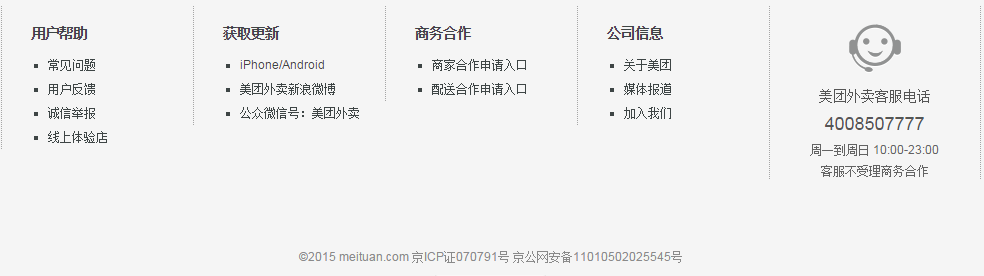 用户帮助
常见问题
用户反馈
诚信举报
线上体验店
获取更新
iPhone/Android
美团外卖新浪微博
公众微信号：美团外卖
商务合作
商家合作申请入口
配送合作申请入口
公司信息
关于美团
媒体报道
加入我们
美团外卖客服电话
4008507777
周一到周日 10:00-23:00
客服不受理商务合作
©2015 meituan.com 京ICP证070791号 京公网安备11010502025545号